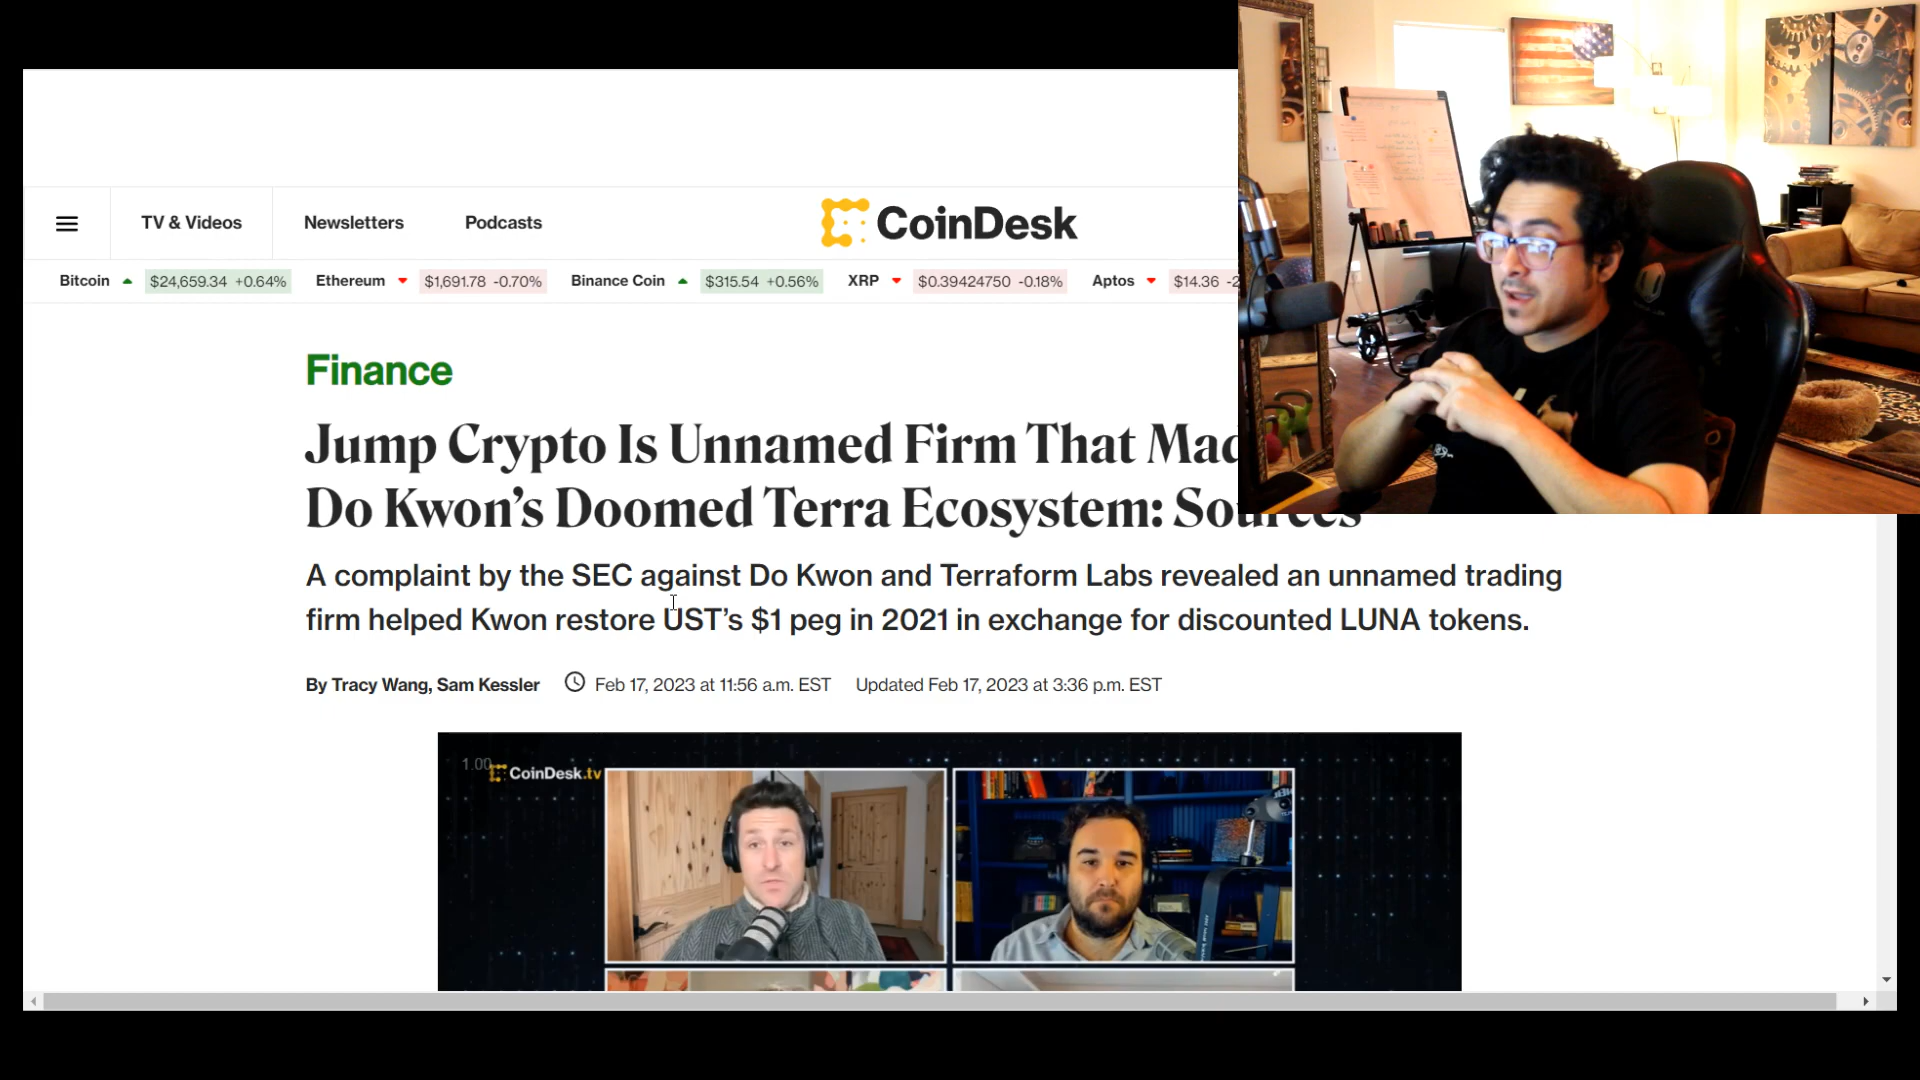 TV & Videos
Newsletters
Podcasts
CoinDesk
Bitcoin $24,659.34 +0.64% Ethereum $1,691.78 -0.70% Binance Coin $315.54 +0.56% XRP $0.39424750 -0.18% Aptos $14.36
Finance
Jump Crypto Is Unnamed Firm That
Do Kwon’s Doomed Terra Ecosystem: Sources
A complaint by the SEC against Do Kwon and Terraform Labs revealed an unnamed trading
firm helped Kwon restore UST’s $1 peg in 2021 in exchange for discounted LUNA tokens.
By Tracy Wang, Sam Kessler Feb 17, 2023 at 11:56 a.m. EST Updated Feb 17, 2023 at 3:36 p.m. EST
1.00
CoinDesk.tv